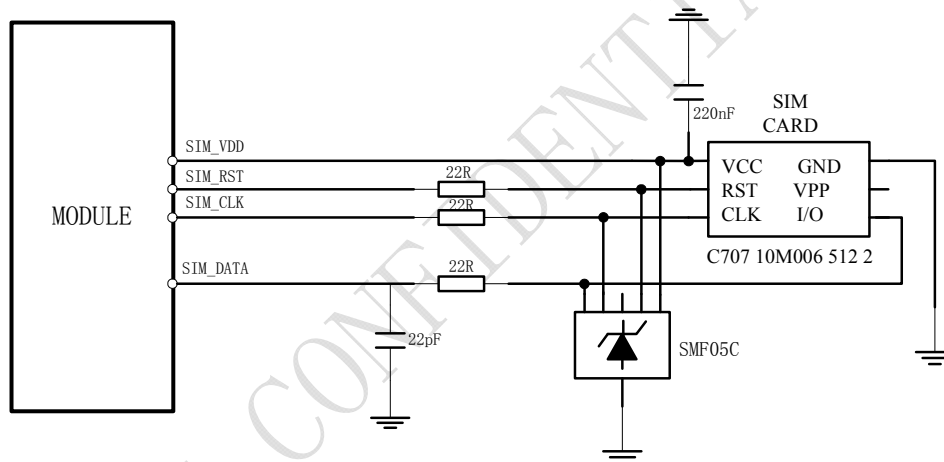 CONFIDENTIA
220nF
SIM
CARD
SIM_VDD
VCC GND
SIM_RST
22R
RST VPP
MODULE
SIM_CLK
22R
CLK I/O
C707 10M006 512 2
SIM_DATA
22R
22pF
SMF05C